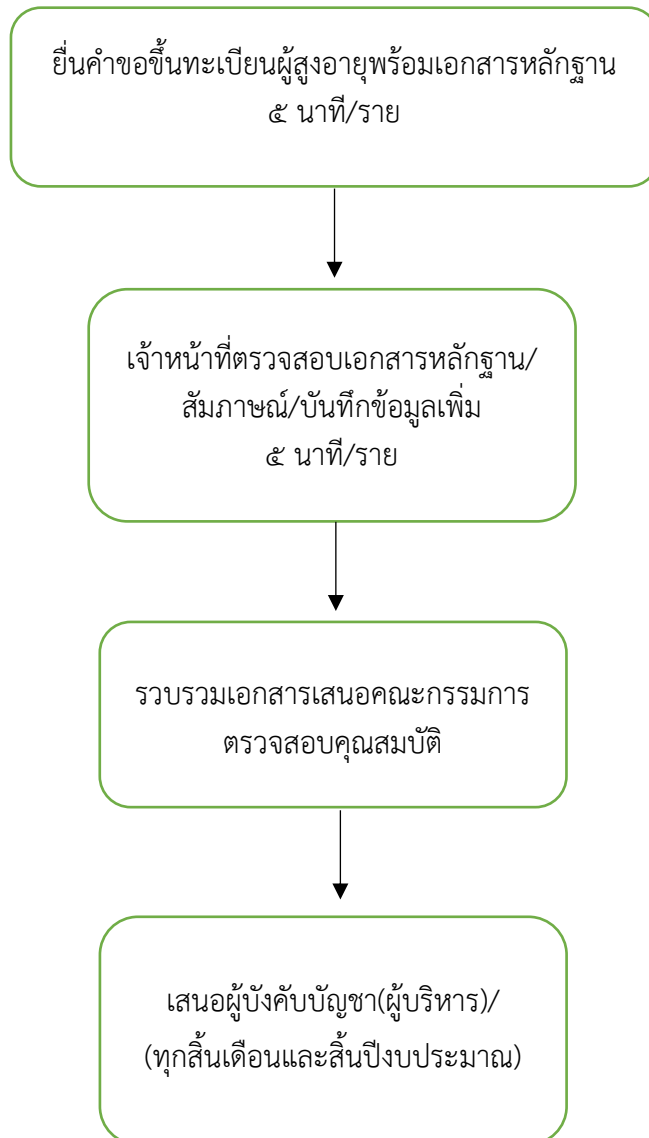 ยื่นคำขอขึ้นทะเบียนผู้สูงอายุพร้อมเอกสารหลักฐาน
๕ นาที/ราย
เจ้าหน้าที่ตรวจสอบเอกสารหลักฐาน/
สัมภาษณ์/บันทึกข้อมูลเพิ่ม
๕ นาที/ราย
รวบรวมเอกสารเสนอคณะกรรมการ
ตรวจสอบคุณสมบัติ
เสนอผู้บังคับบัญชา(ผู้บริหาร)/
(ทุกสิ้นเดือนและสิ้นปีงบประมาณ)